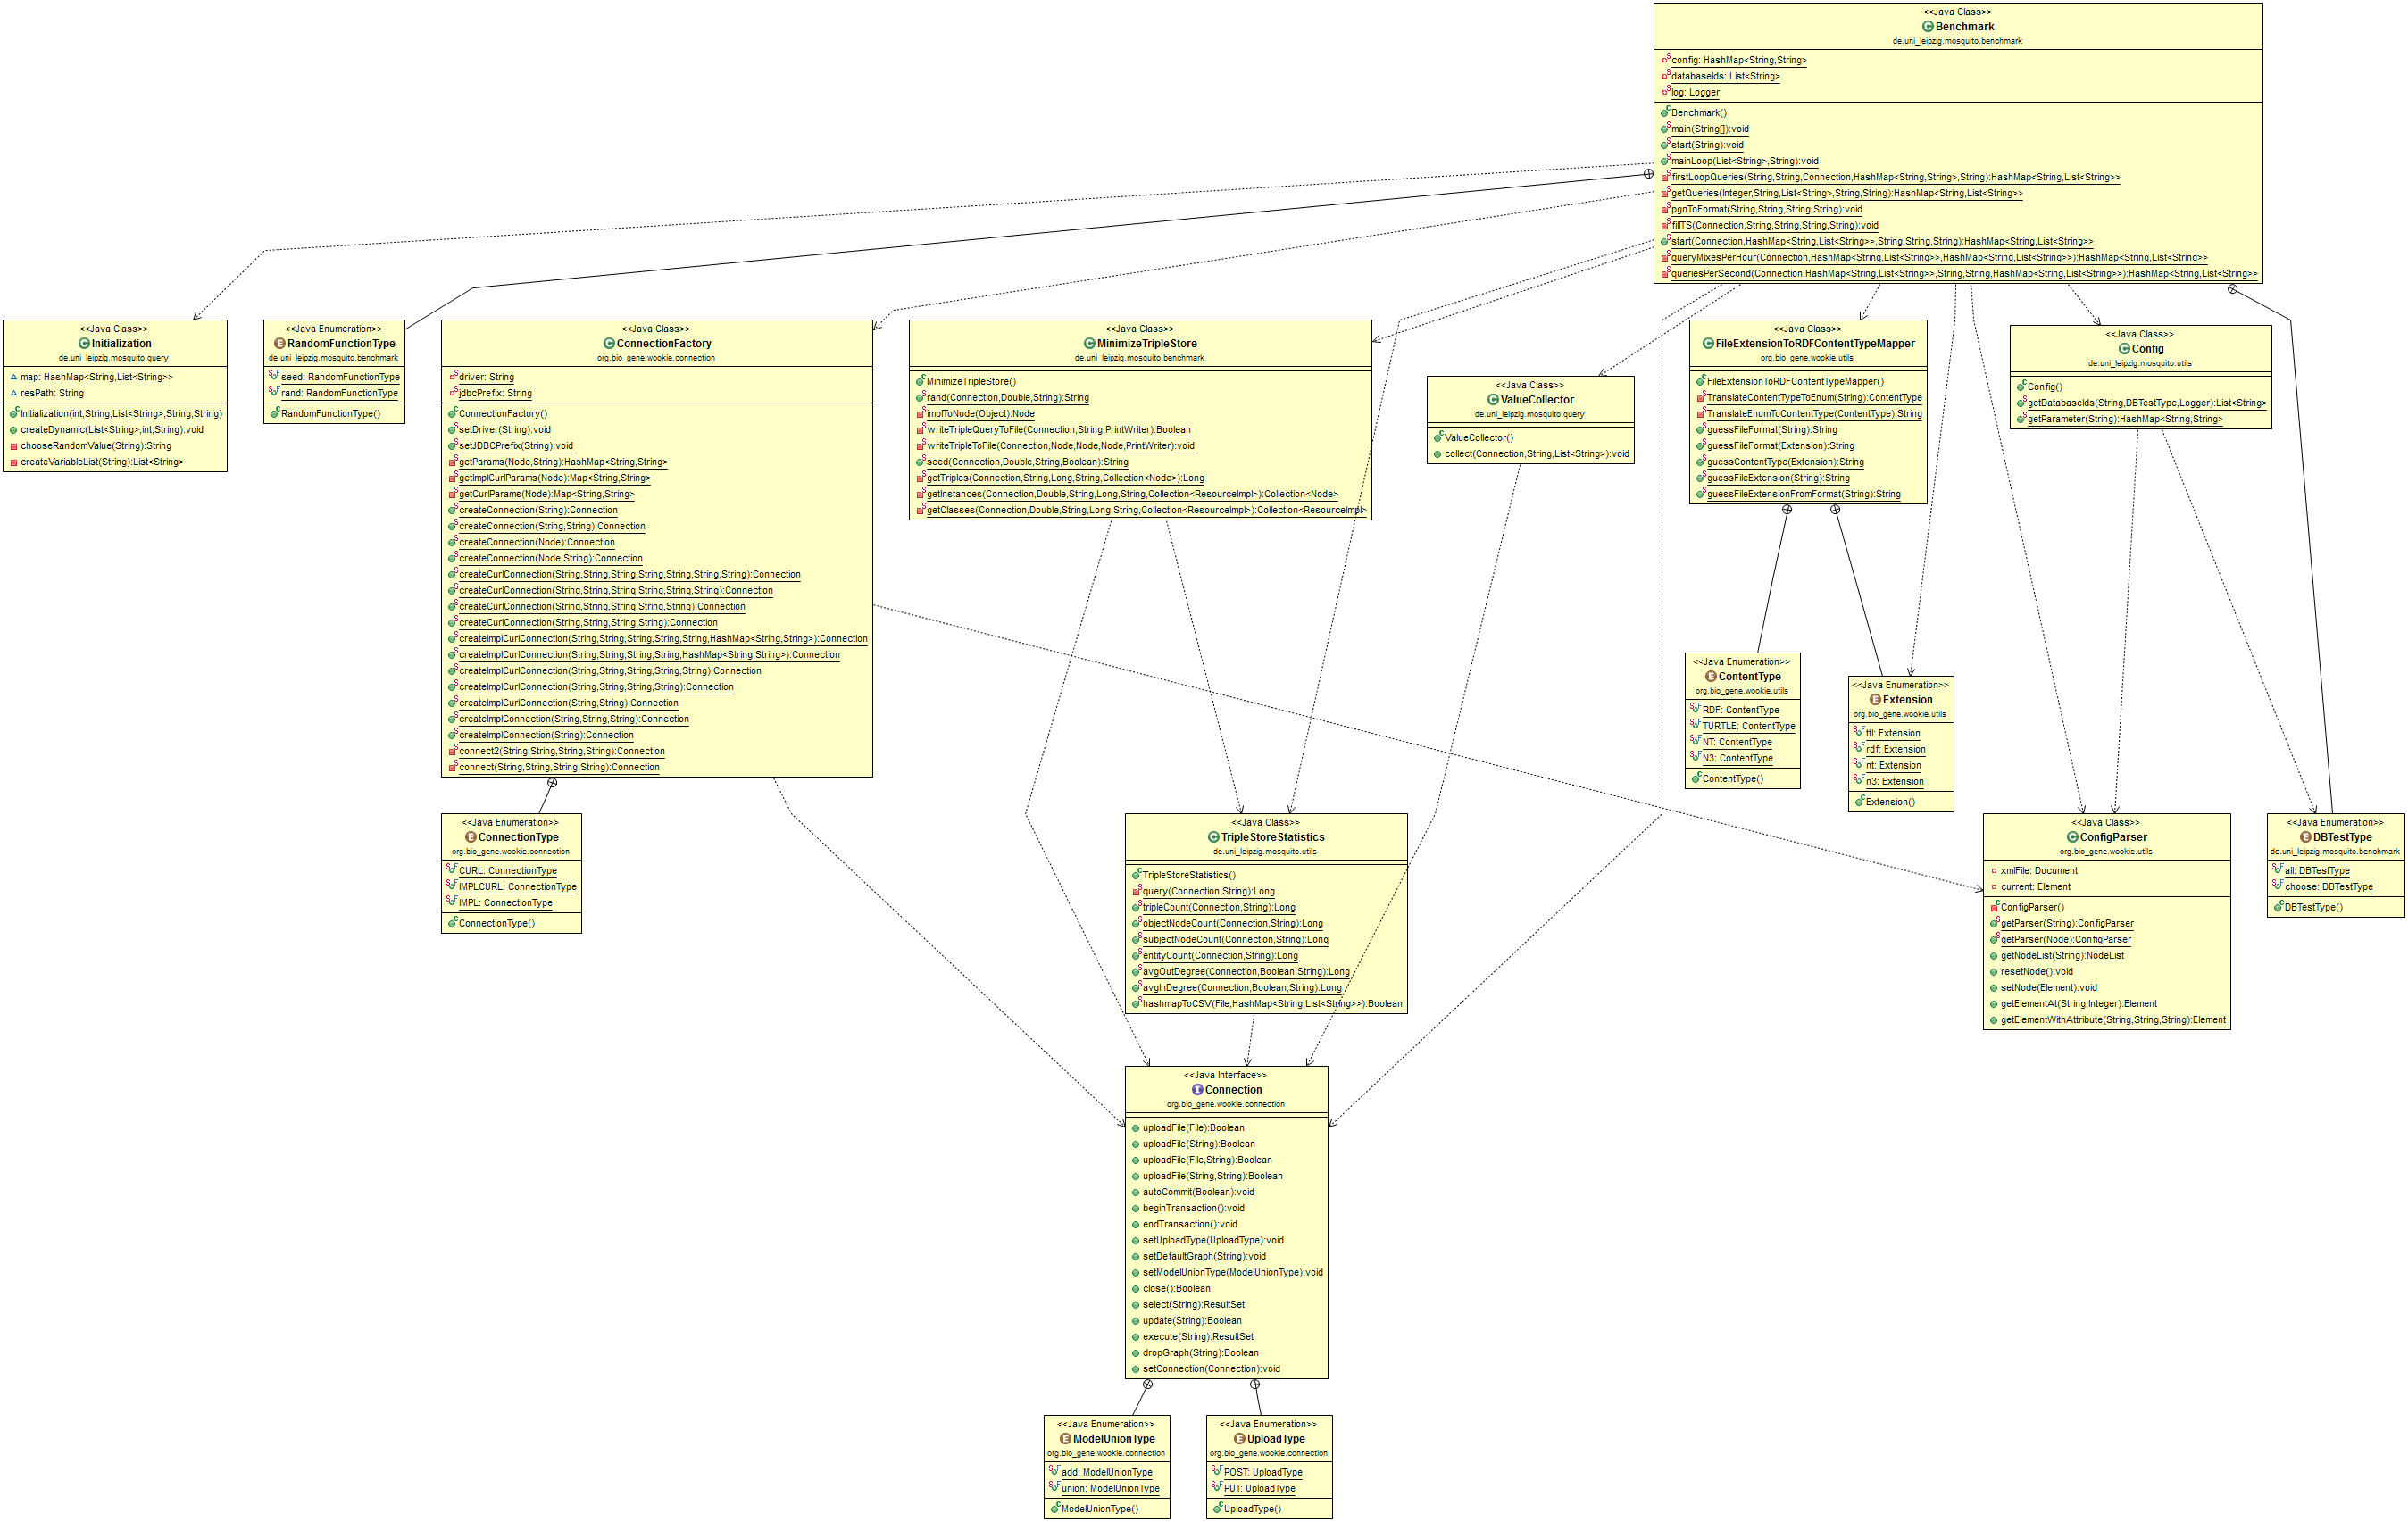 <<Java Class>>
Benchmark
de.uni_leipzig.mosquito.benchmark
config: HashMap<String,String>
databaseIds: List<String>
log: Logger
Benchmark()
main(String[]):void
start(String):void
mainLoop(List<String>,String):void
firstLoopQueries(String,String,Connection,HashMap<String,String>,String):HashMap<String,List<String>>
getQueries(Integer,String,List<String>,String,String):HashMap<String,List<String>>
pgnToFormat(String,String,String,String):void
fillTS(Connection,String,String,String,String):void
start(Connection,HashMap<String,List<String>>,String,String,String):HashMap<String,List<String>>
queryMixesPerHour(Connection,HashMap<String,List<String>>,HashMap<String,List<String>>):HashMap<String,List<String>>
queriesPerSecond(Connection,HashMap<String,List<String>>,String,String,HashMap<String,List<String>>):HashMap<String,List<String>>
<<Java Class>>
Initialization
de.uni_leipzig.mosquito.query
map: HashMap<String,List<String>>
resPath: String
Initialization(int,String,List<String>,String,String)
createDynamic(List<String>,int,String):void
chooseRandomValue(String):String
createVariableList(String):List<String>
<<Java Enumeration>>
RandomFunctionType
de.uni_leipzig.mosquito.benchmark
seed: RandomFunctionType
rand: RandomFunctionType
RandomFunctionType()
<<Java Class>>
ConnectionFactory
org.bio_gene.wookie.connection
driver: String
jdbcPrefix: String
ConnectionFactory()
setDriver(String):void
setJDBCPrefix(String):void
getParams(Node,String):HashMap<String,String>
getImplCurlParams(Node):Map<String,String>
getCurlParams(Node):Map<String,String>
createConnection(String):Connection
createConnection(String,String):Connection
createConnection(Node):Connection
createConnection(Node,String):Connection
createCurlConnection(String,String,String,String,String,String,String):Connection
createCurlConnection(String,String,String,String,String,String):Connection
createCurlConnection(String,String,String,String,String):Connection
createCurlConnection(String,String,String,String):Connection
createImplCurlConnection(String,String,String,String,String,HashMap<String,String>):Connection
createImplCurlConnection(String,String,String,String,HashMap<String,String>):Connection
createImplCurlConnection(String,String,String,String,String):Connection
createImplCurlConnection(String,String,String,String):Connection
createImplCurlConnection(String,String):Connection
createImplConnection(String,String,String):Connection
createImplConnection(String):Connection
connect2(String,String,String,String):Connection
connect(String,String,String,String):Connection
<<Java Class>>
MinimizeTripleStore
de.uni_leipzig.mosquito.benchmark
MinimizeTripleStore()
rand(Connection,Double,String):String
implToNode(Object):Node
writeTripleQueryToFile(Connection,String,PrintWriter):Boolean
writeTripleToFile(Connection,Node,Node,Node,PrintWriter):void
seed(Connection,Double,String,Boolean):String
getTriples(Connection,String,Long,String,Collection<Node>):Long
getInstances(Connection,Double,String,Long,String,Collection<ResourceImpl>):Collection<Node>
getClasses(Connection,Double,String,Long,String,Collection<ResourceImpl>):Collection<ResourceImpl>
<<Java Class>>
ValueCollector
de.uni_leipzig.mosquito.query
ValueCollector()
collect(Connection,String,List<String>):void
<<Java Class>>
FileExtensionToRDFContentTypeMapper
org.bio_gene.wookie.utils
FileExtensionToRDFContentTypeMapper()
TranslateContentTypeToEnum(String):ContentType
TranslateEnumToContentType(ContentType):String
guessFileFormat(String):String
guessFileFormat(Extension):String
guessContentType(Extension):String
guessFileExtension(String):String
guessFileExtensionFromFormat(String):String
<<Java Class>>
Config
de.uni_leipzig.mosquito.utils
Config()
getDatabaseIds(String,DBTestType,Logger):List<String>
getParameter(String):HashMap<String,String>
<<Java Enumeration>>
ContentType
org.bio_gene.wookie.utils
RDF: ContentType
TURTLE: ContentType
NT: ContentType
N3: ContentType
ContentType()
<<Java Enumeration>>
Extension
org.bio_gene.wookie.utils
ttl: Extension
rdf: Extension
nt: Extension
n3: Extension
Extension()
<<Java Enumeration>>
ConnectionType
org.bio_gene.wookie.connection
CURL: ConnectionType
IMPLCURL: ConnectionType
IMPL: ConnectionType
ConnectionType()
<<Java Class>>
TripleStoreStatistics
de.uni_leipzig.mosquito.utils
TripleStoreStatistics()
query(Connection,String):Long
tripleCount(Connection,String):Long
objectNodeCount(Connection,String):Long
subjectNodeCount(Connection,String):Long
entityCount(Connection,String):Long
avgOutDegree(Connection,Boolean,String):Long
avgInDegree(Connection,Boolean,String):Long
hashmapToCSV(File,HashMap<String,List<String>>):Boolean
<<Java Class>>
ConfigParser
org.bio_gene.wookie.utils
xmlFile: Document
current: Element
ConfigParser()
getParser(String):ConfigParser
getParser(Node):ConfigParser
getNodeList(String):NodeList
resetNode():void
setNode(Element):void
getElementAt(String,Integer):Element
getElementWithAttribute(String,String,String):Element
<<Java Enumeration>>
DBTestType
de.uni_leipzig.mosquito.benchmark
all: DBTestType
choose: DBTestType
DBTestType()
<<Java Interface>>
Connection
org.bio_gene.wookie.connection
uploadFile(File):Boolean
uploadFile(String):Boolean
uploadFile(File,String):Boolean
uploadFile(String,String):Boolean
autoCommit(Boolean):void
beginTransaction():void
endTransaction():void
setUploadType(UploadType):void
setDefaultGraph(String):void
setModelUnionType(ModelUnionType):void
close():Boolean
select(String):ResultSet
update(String):Boolean
execute(String):ResultSet
dropGraph(String):Boolean
setConnection(Connection):void
<<Java Enumeration>>
ModelUnionType
org.bio_gene.wookie.connection
add: ModelUnionType
union: ModelUnionType
ModelUnionType()
<<Java Enumeration>>
UploadType
org.bio_gene.wookie.connection
POST: UploadType
PUT: UploadType
UploadType()